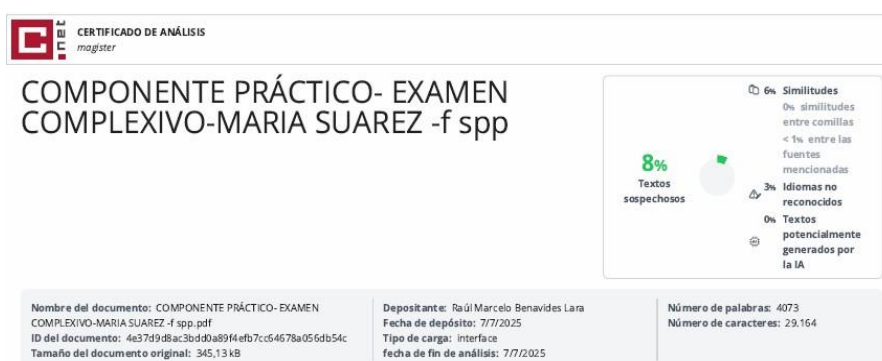 C
.net
CERTIFICADO DE ANÁLISIS
magister
COMPONENTE PRÁCTICO- EXAMEN
COMPLEXIVO-MARIA SUAREZ -f spp
8%
Textos
sospechosos
6% Similitudes
0% similitudes
entre comillas
< 1% entre las
fuentes
mencionadas
3% Idiomas no
reconocidos
0% Textos
potencialmente
generados por
la IA
Nombre del documento: COMPONENTE PRÁCTICO- EXAMEN
COMPLEXIVO-MARIA SUAREZ -f spp.pdf
ID del documento: 4e37d9d8ac3bdd0a89f4efb7cc64678a056db54c
Tamaño del documento original: 345,13 kB
Depositante: Raúl Marcelo Benavides Lara
Fecha de depósito: 7/7/2025
Tipo de carga: interface
fecha de fin de análisis: 7/7/2025
Número de palabras: 4073
Número de caracteres: 29.164